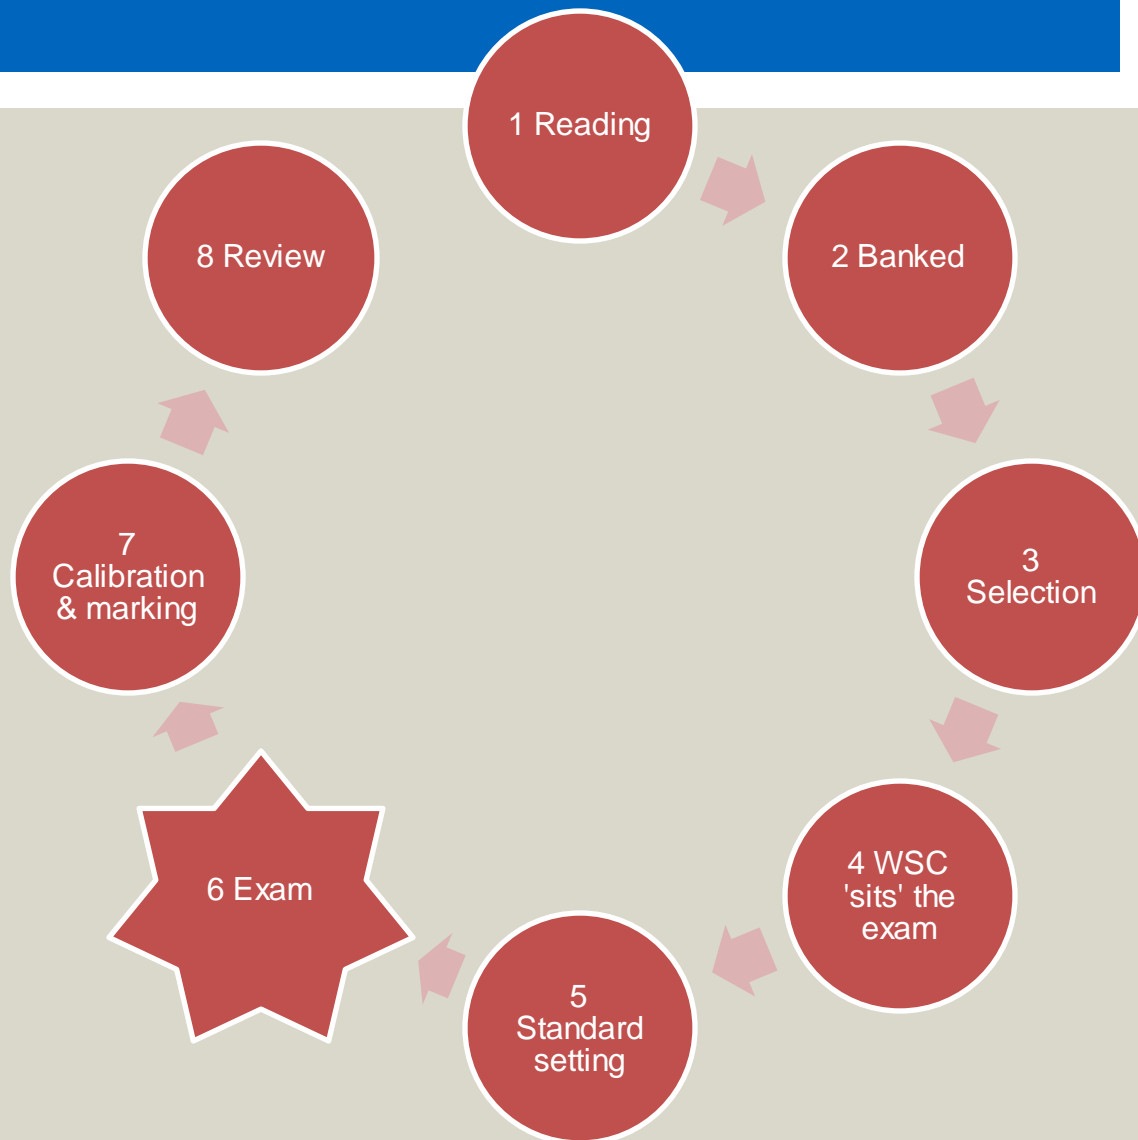 1 Reading
2 Banked
3
Selection
4 WSC
'sits' the
exam
5
Standard
setting
6 Exam
7
Calibration
& marking
8 Review